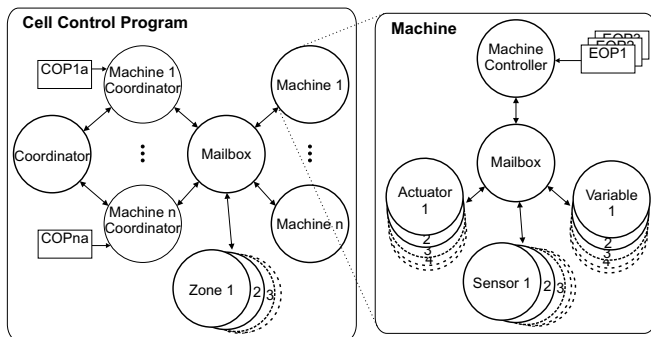 Cell Control Program
COP1a
Machine 1
Coordinator
Machine 1
Coordinator
Mailbox
Machine n
Coordinator
COPna
Machine n
Zone 1
2
3
Machine
Machine
Controller
EOP3
EOP2
EOP1
Mailbox
Actuator
1
2
3
4
Variable
1
2
3
4
Sensor 1
2
3